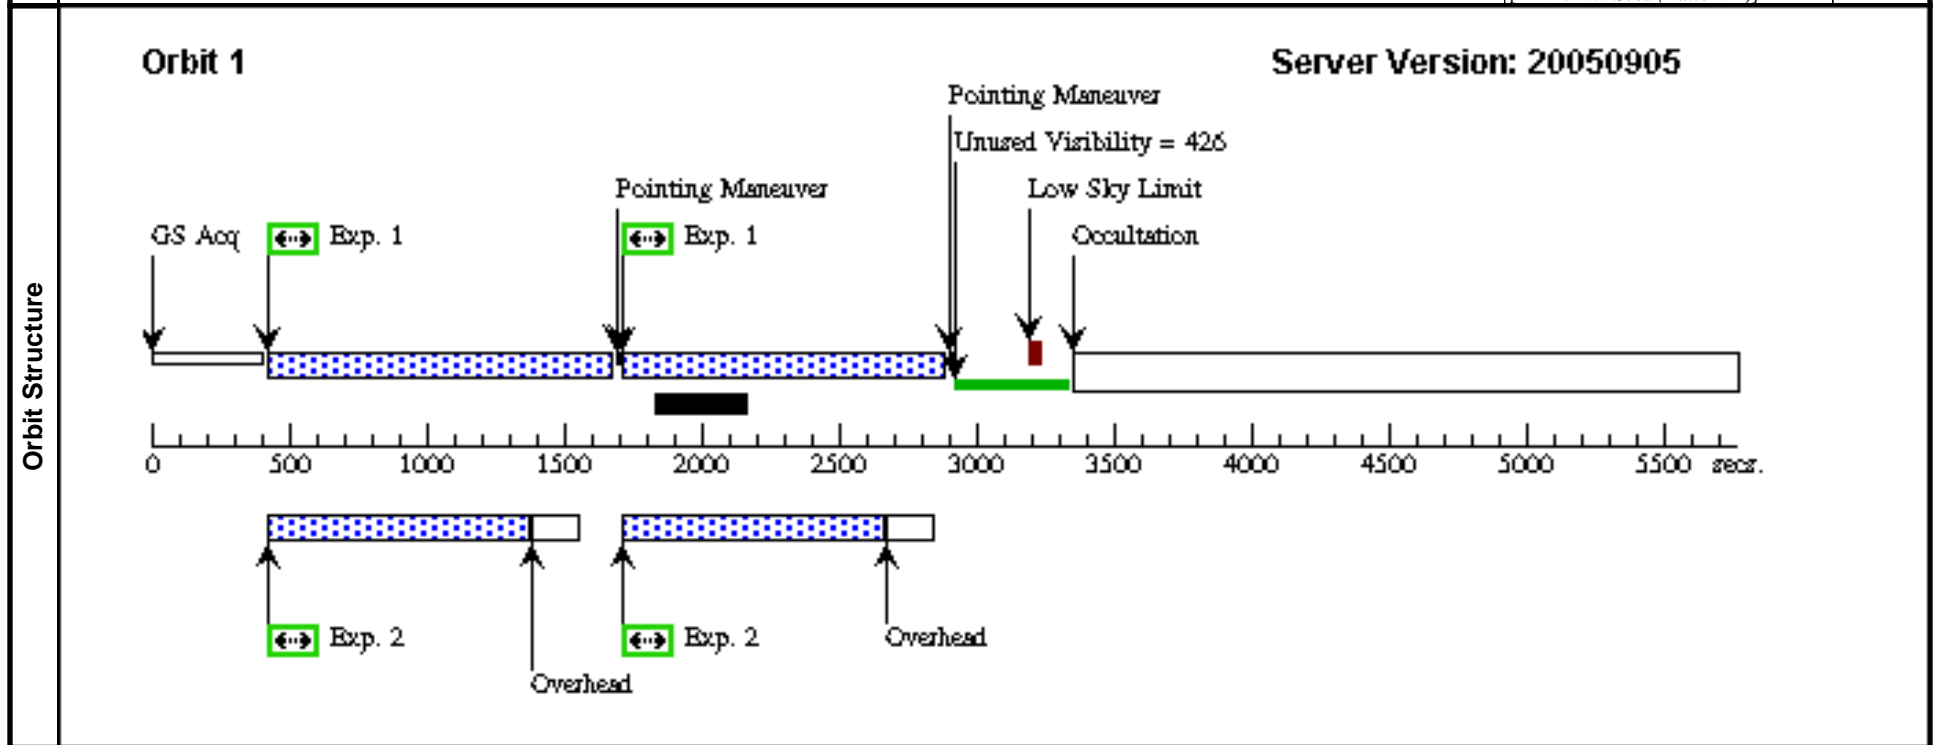 Orbit Structure
Orbit 1
Server Version: 20050905
Pointing Maneuver
Unused Visibility = 426
Pointing Maneuver
Low Sky Limit
GS Acq
Exp. 1
Exp. 1
Occultation
0 500 1000 1500 2000 2500 3000 3500 4000 4500 5000 5500 secs.
Exp. 2
Exp. 2
Overhead
Overhead